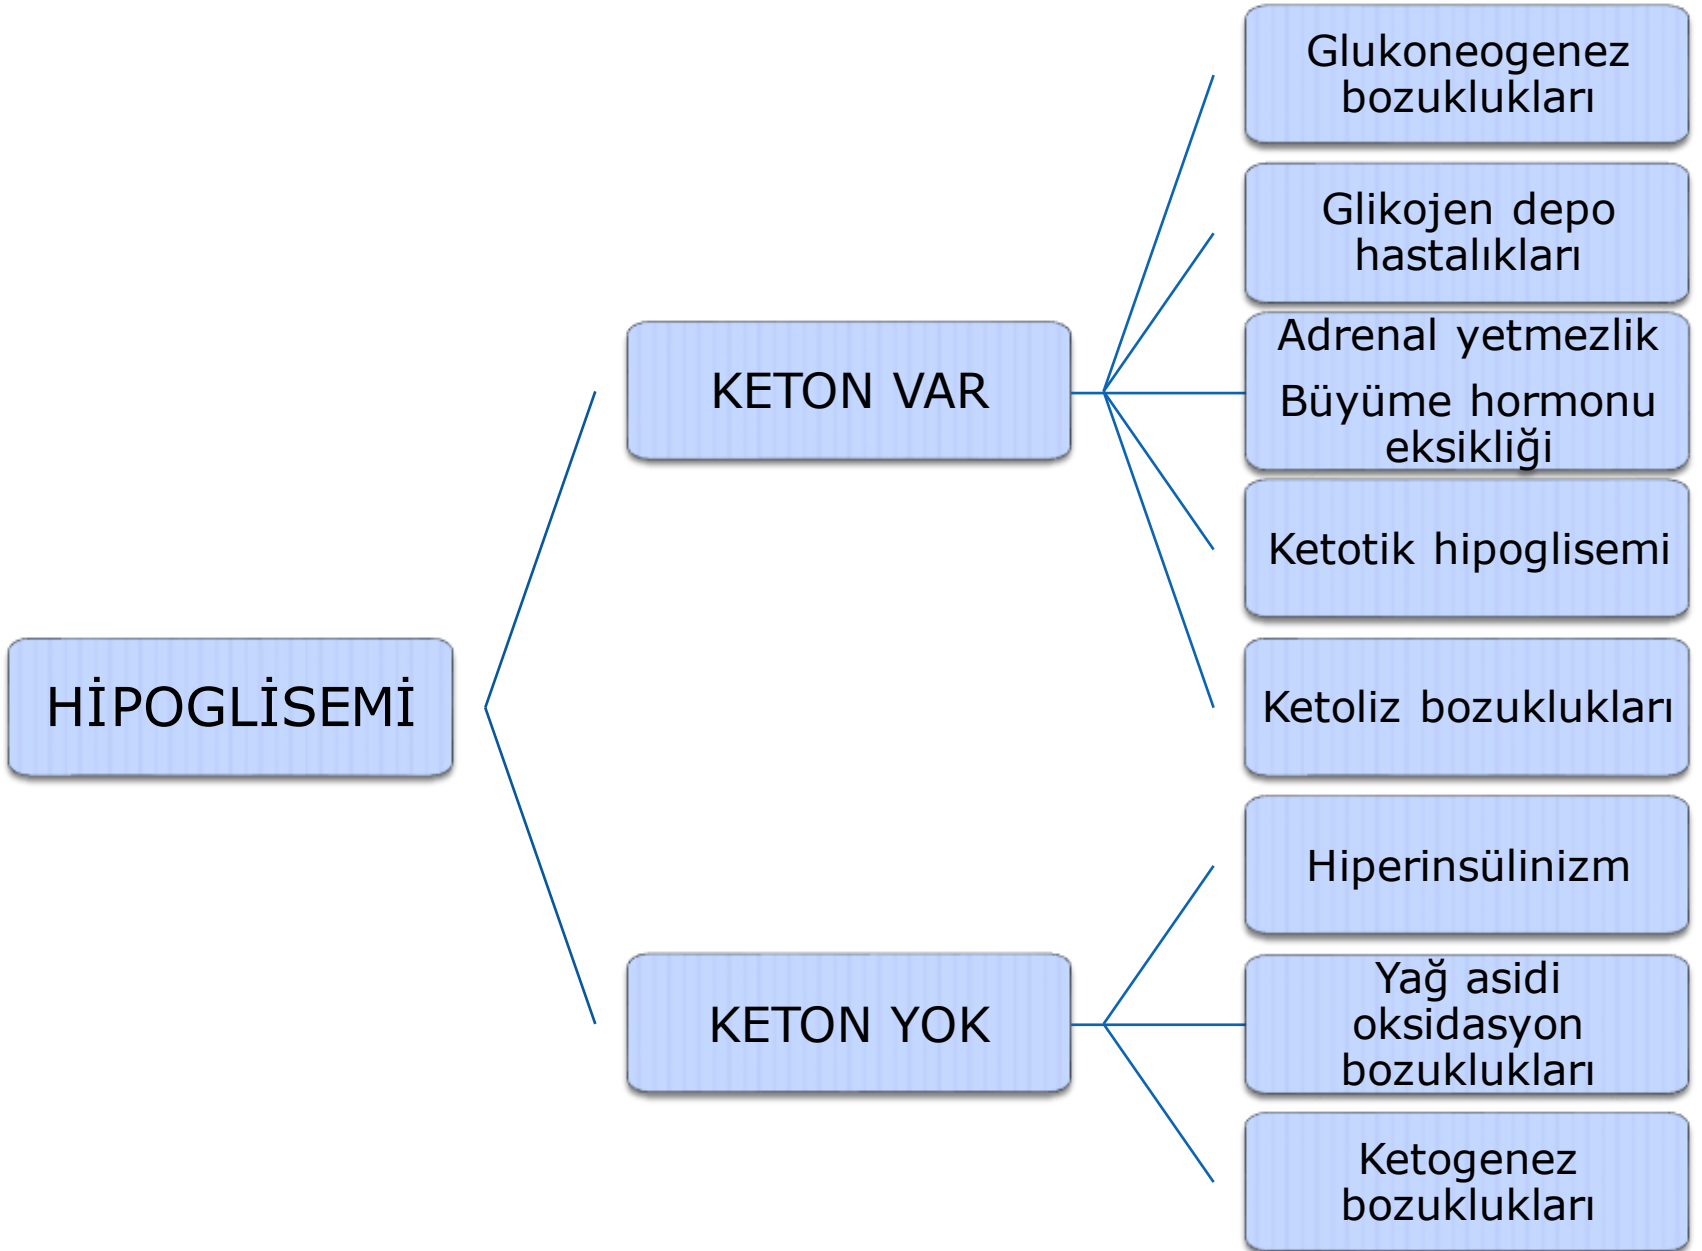 Glukoneogenez
bozuklukları
Glikojen depo
hastalıkları
KETON VAR
Adrenal yetmezlik
Büyüme hormonu
eksikliği
Ketotik hipoglisemi
HİPOGLİSEMİ
Ketoliz bozuklukları
Hiperinsülinizm
KETON YOK
Yağ asidi
oksidasyon
bozuklukları
Ketogenez
bozuklukları